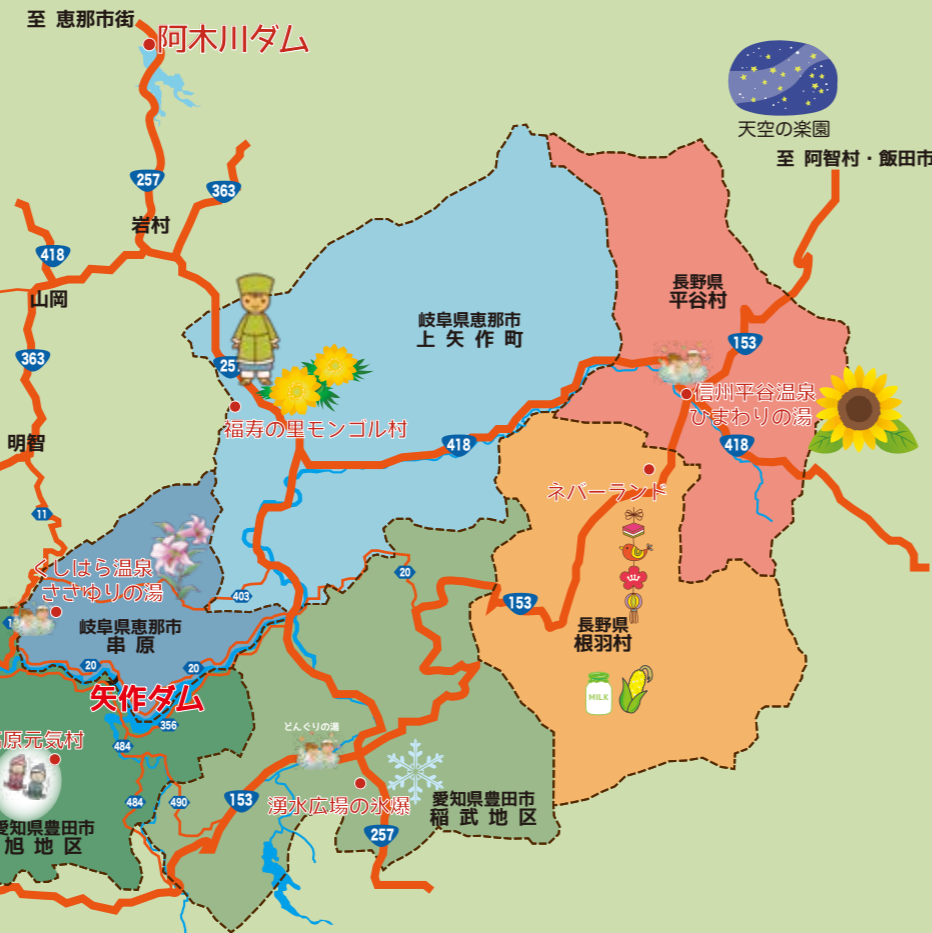 至 恵那市街
阿木川ダム
天空の楽園
至 阿智村・飯田市
257
363
岩村
418
山岡
長野県
平谷村
岐阜県恵那市
上矢作町
153
363
信州平谷温泉
ひまわりの湯
福寿の里モンゴル村
明智
418
418
ネバーランド
11
くしはら温泉
ささゆりの湯
20
403
153
岐阜県恵那市
串原
長野県
根羽村
20
20
矢作ダム
MILK
356
どんぐりの湯
原元気村
484
484
490
153
湧水広場の氷瀑
愛知県豊田市
稲武地区
愛知県豊田市
旭地区
257